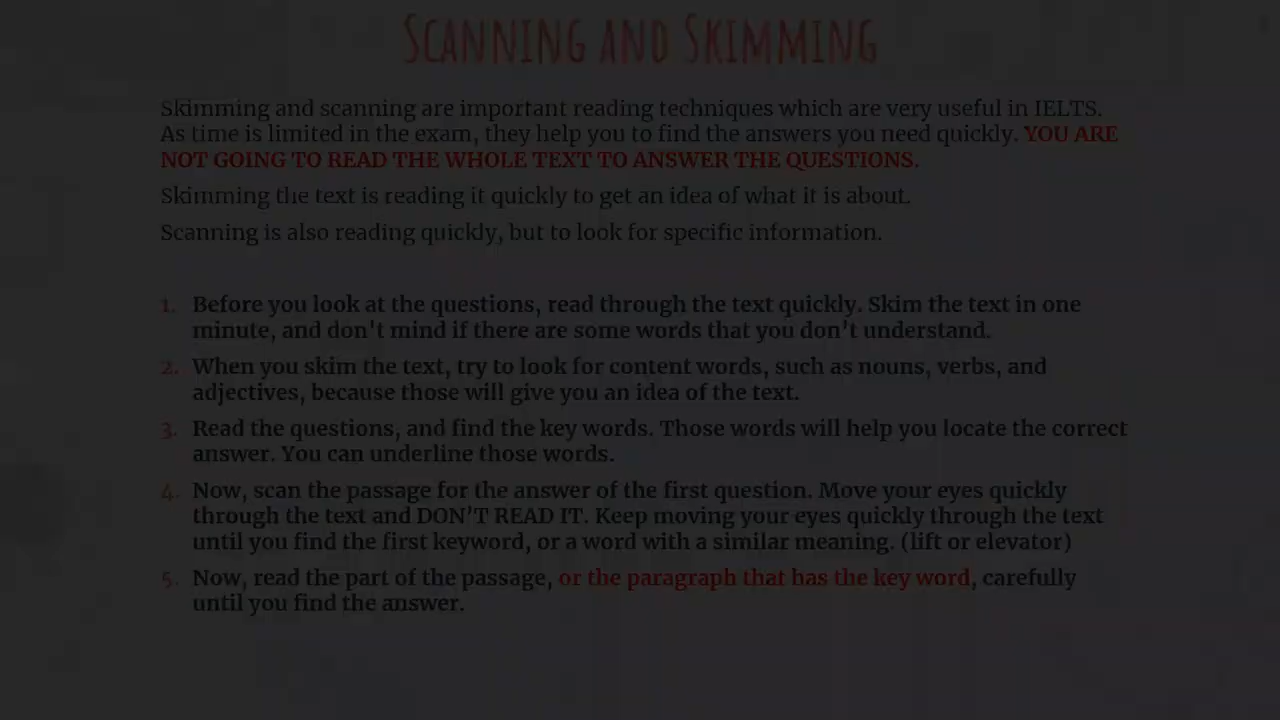 Scanning and Skimming
Skimming and scanning are important reading techniques which are very useful in IELTS.
As time is limited in the exam, they help you to find the answers you need quickly. YOU ARE
NOT GOING TO READ THE WHOLE TEXT TO ANSWER THE QUESTIONS.
Skimming the text is reading it quickly to get an idea of what it is about.
Scanning is also reading quickly, but to look for specific information.
1. Before you look at the questions, read through the text quickly. Skim the text in one
minute, and don't mind if there are some words that you don't understand.
2. When you skim the text, try to look for content words, such as nouns, verbs, and
adjectives, because those will give you an idea of the text.
3. Read the questions, and find the key words. Those words will help you locate the correct
answer. You can underline those words.
4. Now, scan the passage for the answer of the first question. Move your eyes quickly
through the text and DON'T READ IT. Keep moving your eyes quickly through the text
until you find the first keyword, or a word with a similar meaning. (lift or elevator)
5. Now, read the part of the passage, or the paragraph that has the key word, carefully
until you find the answer.